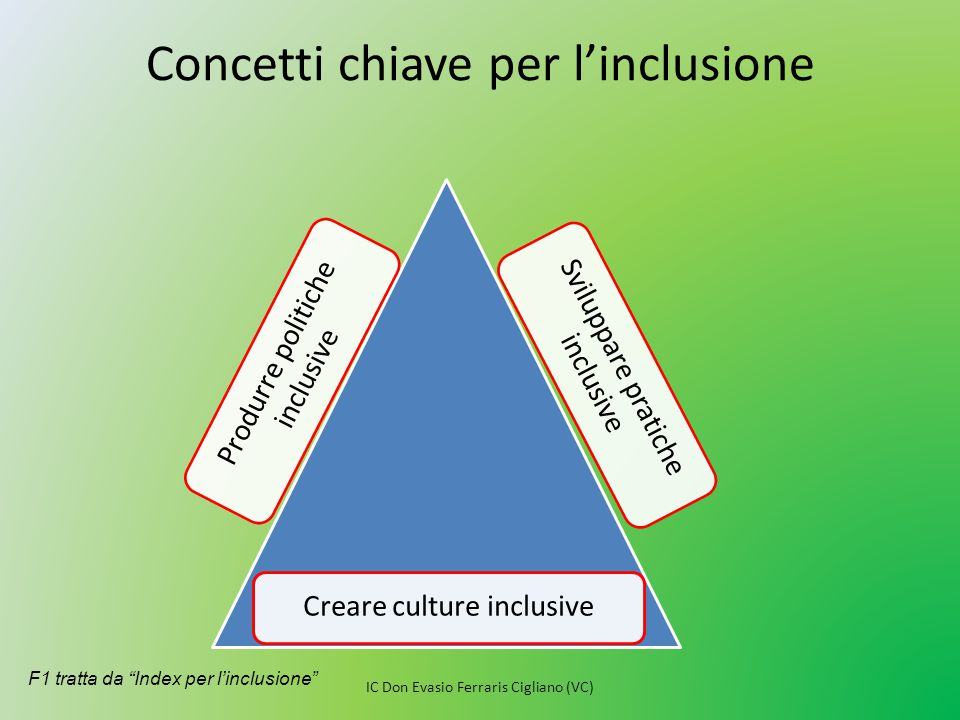 Concetti chiave per l’inclusione
Produrre politiche
inclusive
Sviluppare pratiche
inclusive
Creare culture inclusive
F1 tratta da “Index per l’inclusione”
IC Don Evasio Ferraris Cigliano (VC)